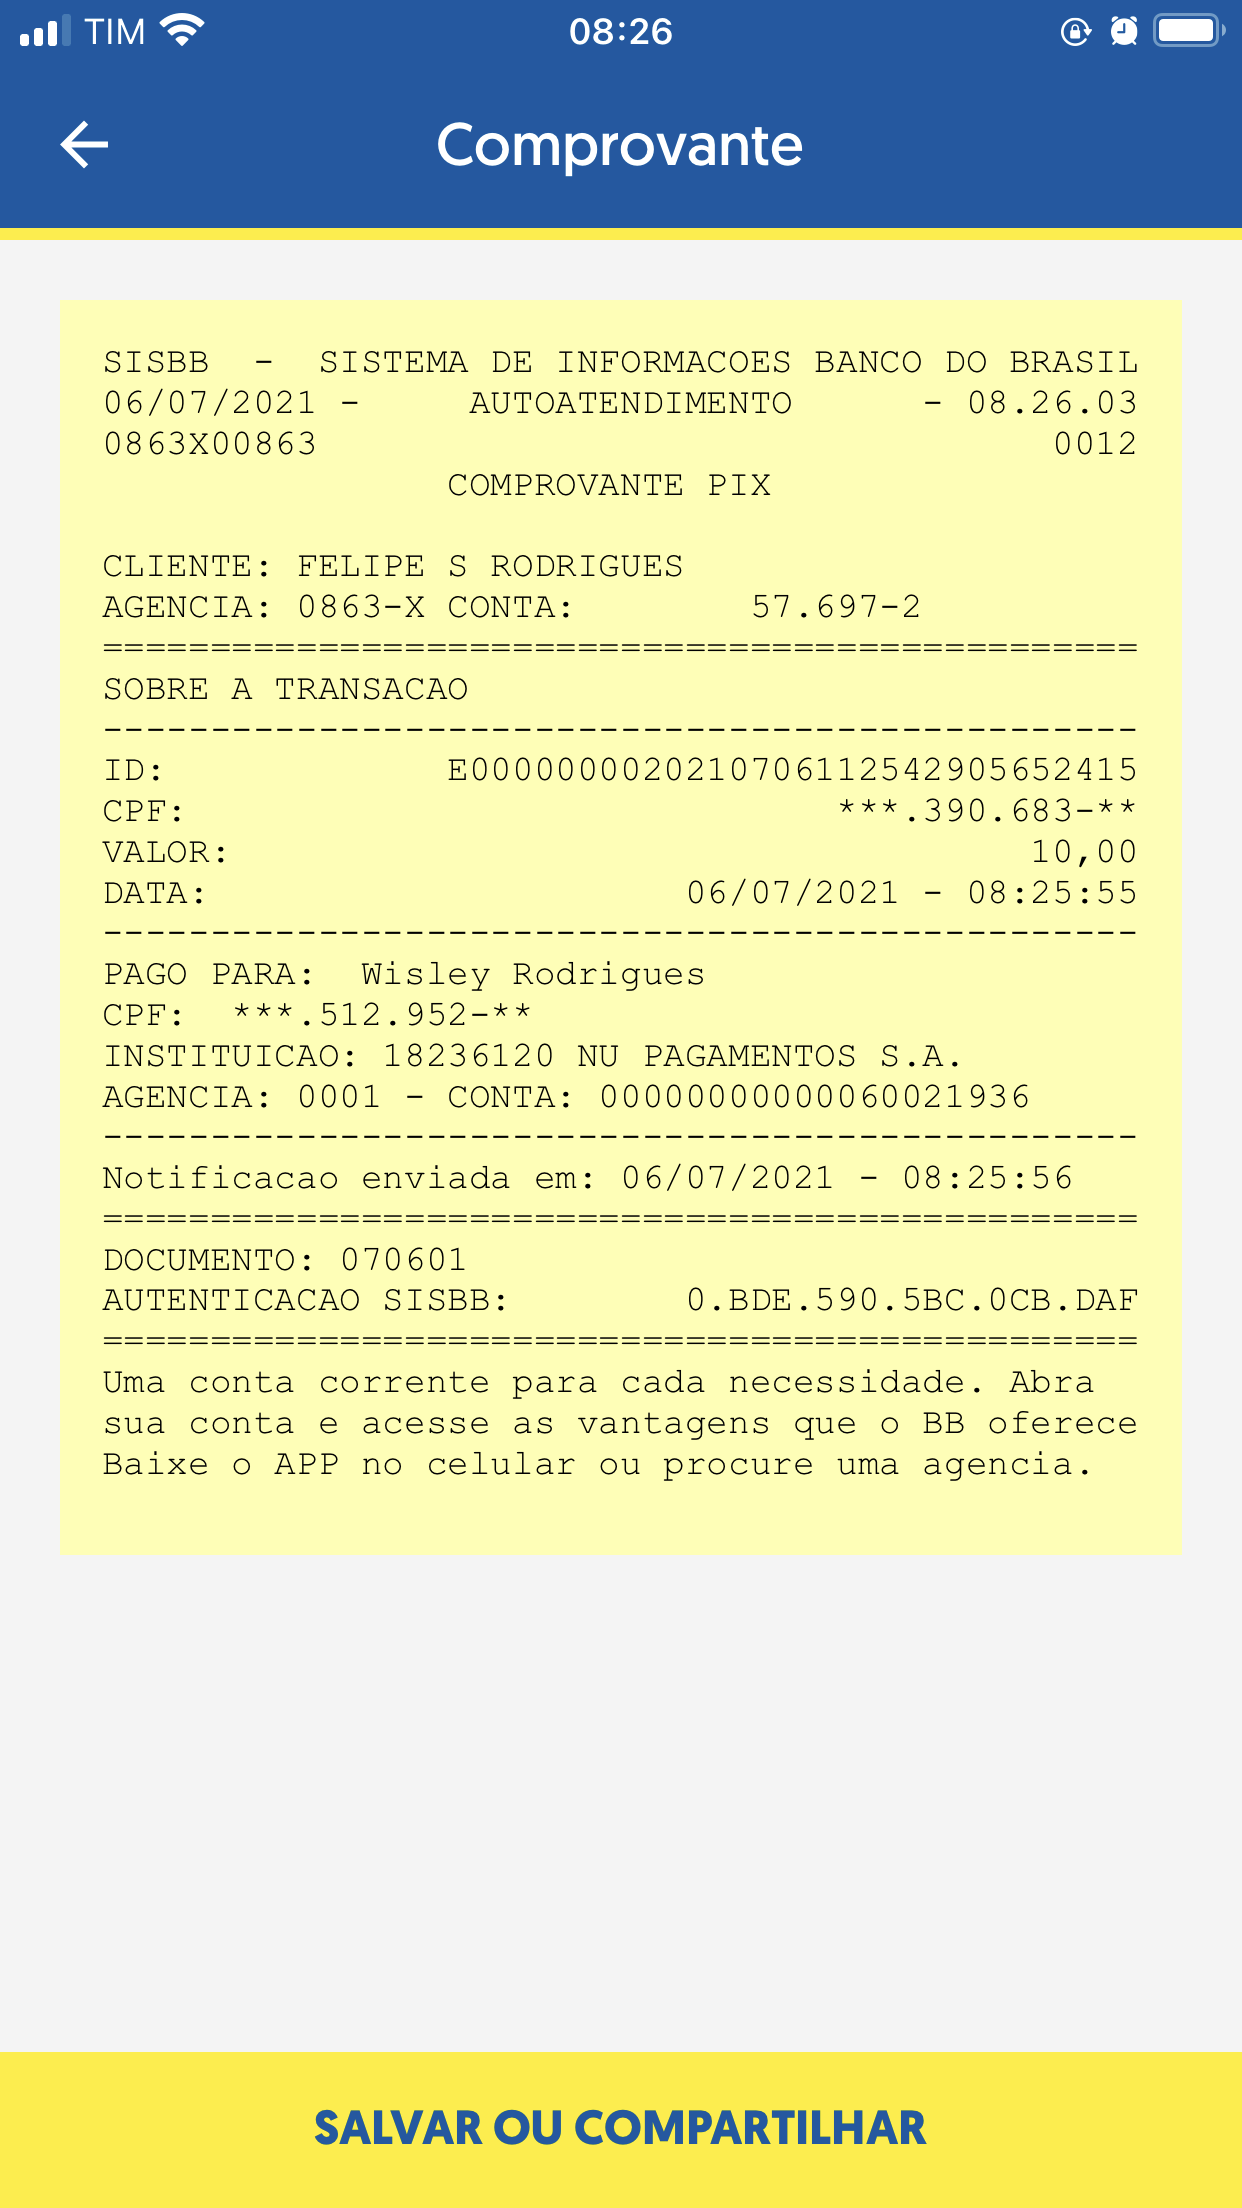 TIM 08:26
Comprovante
SISBB - SISTEMA DE INFORMACOES BANCO DO BRASIL
06/07/2021 - AUTOATENDIMENTO - 08.26.03
0863X00863 0012
COMPROVANTE PIX
CLIENTE: FELIPE S RODRIGUES
AGENCIA: 0863-X CONTA: 57.697-2
================================================
SOBRE A TRANSACAO
------------------------------------------------
ID: E0000000020210706112542905652415
CPF: ***.390.683-**
VALOR: 10,00
DATA: 06/07/2021 - 08:25:55
------------------------------------------------
PAGO PARA: Wisley Rodrigues
CPF: ***.512.952-**
INSTITUICAO: 18236120 NU PAGAMENTOS S.A.
AGENCIA: 0001 - CONTA: 00000000000060021936
------------------------------------------------
Notificacao enviada em: 06/07/2021 - 08:25:56
================================================
DOCUMENTO: 070601
AUTENTICACAO SISBB: 0.BDE.590.5BC.0CB.DAF
================================================
Uma conta corrente para cada necessidade. Abra
sua conta e acesse as vantagens que o BB oferece
Baixe o APP no celular ou procure uma agencia.
SALVAR OU COMPARTILHAR